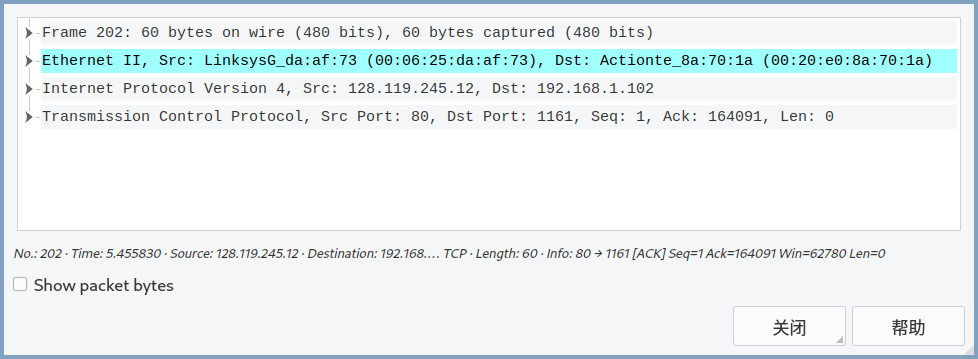 Frame 202: 60 bytes on wire (480 bits), 60 bytes captured (480 bits)
Ethernet II, Src: LinksysG_da:af:73 (00:06:25:da:af:73), Dst: Actionte_8a:70:1a (00:20:e0:8a:70:1a)
Internet Protocol Version 4, Src: 128.119.245.12, Dst: 192.168.1.102
Transmission Control Protocol, Src Port: 80, Dst Port: 1161, Seq: 1, Ack: 164091, Len: 0
No.: 202 · Time: 5.455830 · Source: 128.119.245.12 · Destination: 192.168.… TCP · Length: 60 · Info: 80 → 1161 [ACK] Seq=1 Ack=164091 Win=62780 Len=0
Show packet bytes
关闭 帮助